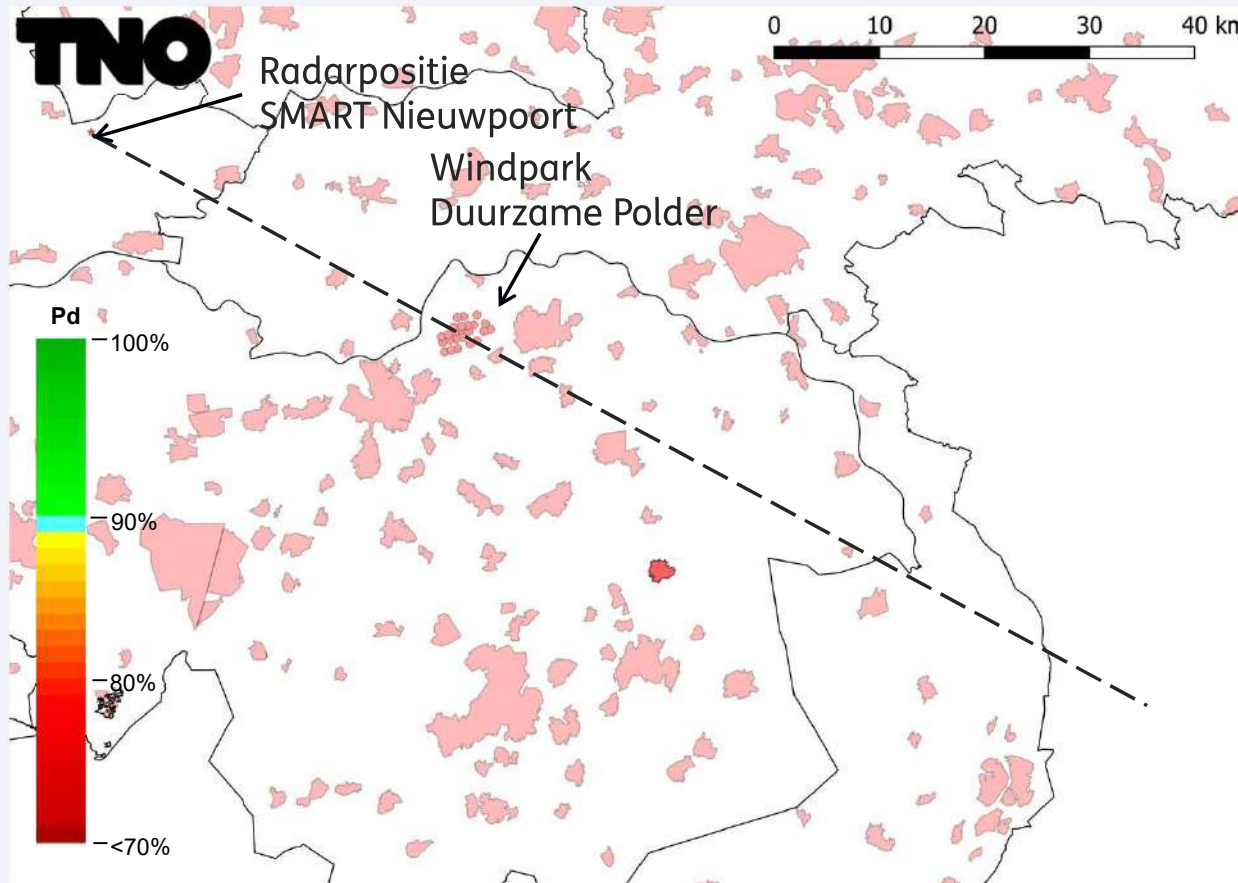 TNO
0 10 20 30 40 km
Radarpositie
SMART Nieuwpoort
Windpark
Duurzame Polder
Pd
100%
90%
80%
<70%